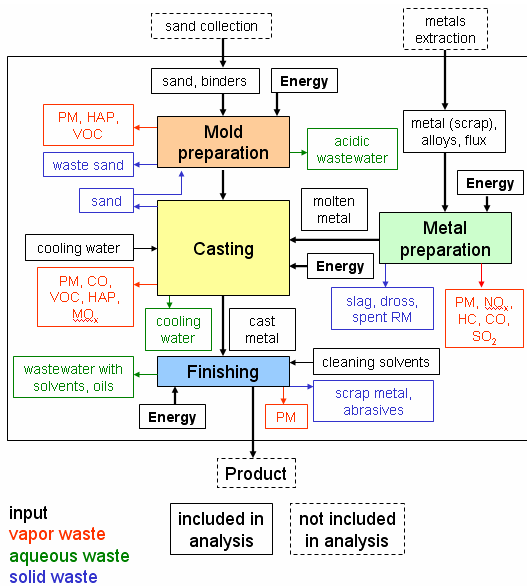 sand collection
metals
extraction
sand, binders
Energy
PM, HAP,
VOC
Mold
preparation
acidic
wastewater
metal (scrap),
alloys, flux
waste sand
sand
Energy
molten
metal
Metal
preparation
cooling water
Casting
Energy
PM, CO,
VOC, HAP,
MOx
cooling
water
cast
metal
slag, dross,
spent RM
PM, NOx,
HC, CO,
SO2
wastewater with
solvents, oils
Finishing
cleaning solvents
Energy
PM
scrap metal,
abrasives
Product
input
vapor waste
aqueous waste
solid waste
included in
analysis
not included
in analysis